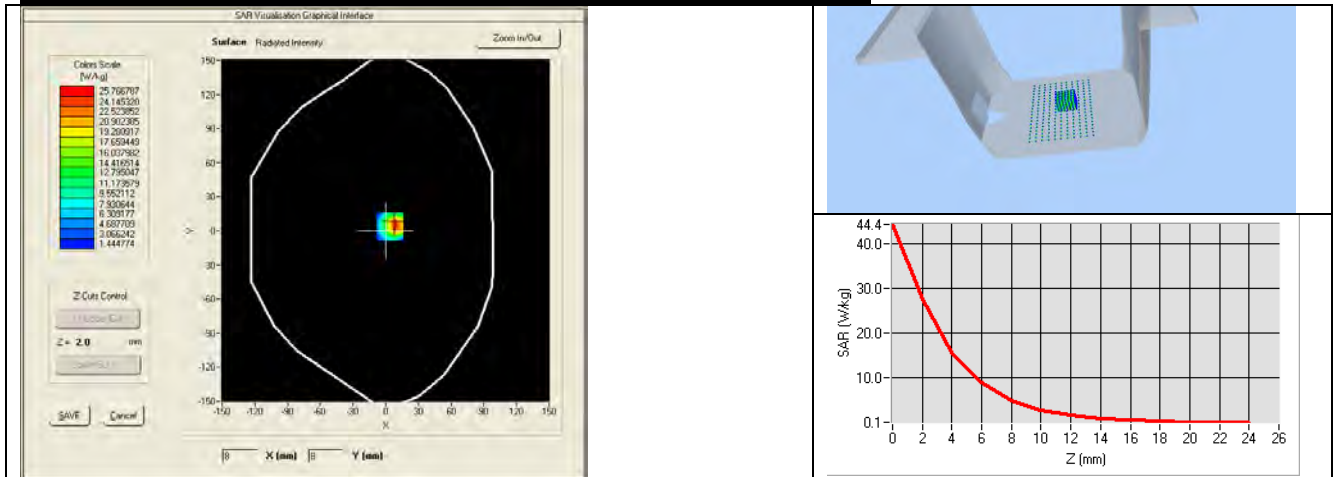 SAR Visualisation Graphical Interface
Surface Radiated Intensity
Zoom In/Out
Colors Scale
(W/kg)
25.766787
24.145320
22.523852
20.902385
19.280917
17.659449
16.037982
14.416514
12.795047
11.173579
9.552112
7.930644
6.309177
4.687709
3.066242
1.444774
Z-Cuts Control
Z = 2.0 mm
SAVE Cancel
150-
120-
90-
60-
30-
0-
-30-
-60-
-90-
-120-
-150-
Y
-150 -120 -90 -60 -30 0 30 60 90 120 150
X
8 X (mm) 8 Y (mm)
44.4
40.0
30.0
20.0
10.0
0.1
SAR (W/kg)
0 2 4 6 8 10 12 14 16 18 20 22 24 26
Z (mm)